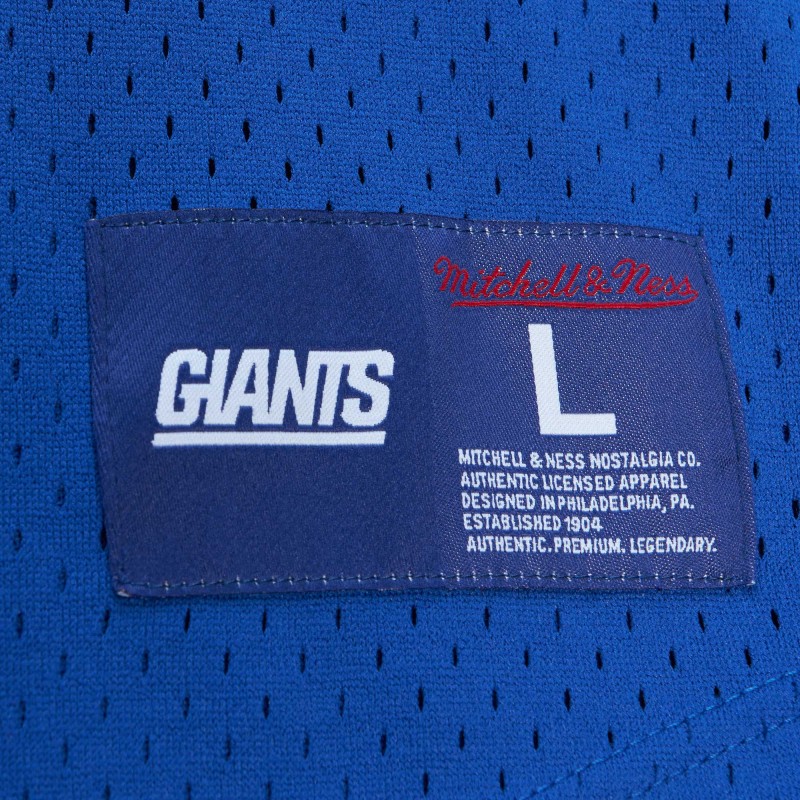 GIANTS
Mitchell & Ness
L
MITCHELL & NESS NOSTALGIA CO.
AUTHENTIC LICENSED APPAREL
DESIGNED IN PHILADELPHIA, PA.
ESTABLISHED 1904
AUTHENTIC. PREMIUM. LEGENDARY.